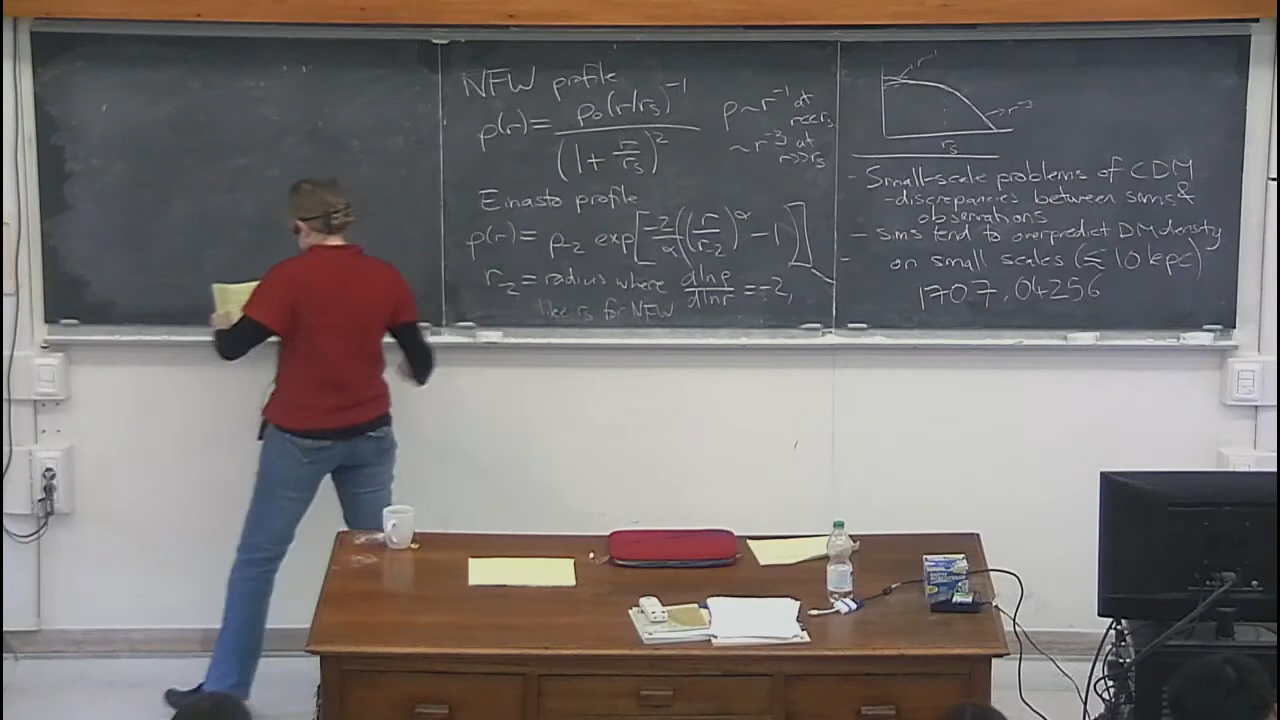 NFW profile
ρ(r) = ρ₀(r/rₛ)⁻¹ / (1 + r/rₛ)²
ρ ~ r⁻¹ at r<<rₛ
~ r⁻³ at r>>rₛ
Einasto profile
ρ(r) = ρ₋₂ exp[-2/α((r/r₋₂)^α - 1)]
r₋₂ = radius where dlnρ/dlnr = -2,
like rₛ for NFW
r⁻¹
r⁻³
rₛ
- Small-scale problems of CDM
- discrepancies between sims &
observations
- sims tend to overpredict DM density
on small scales (≲ 10 kpc)
1707.04256